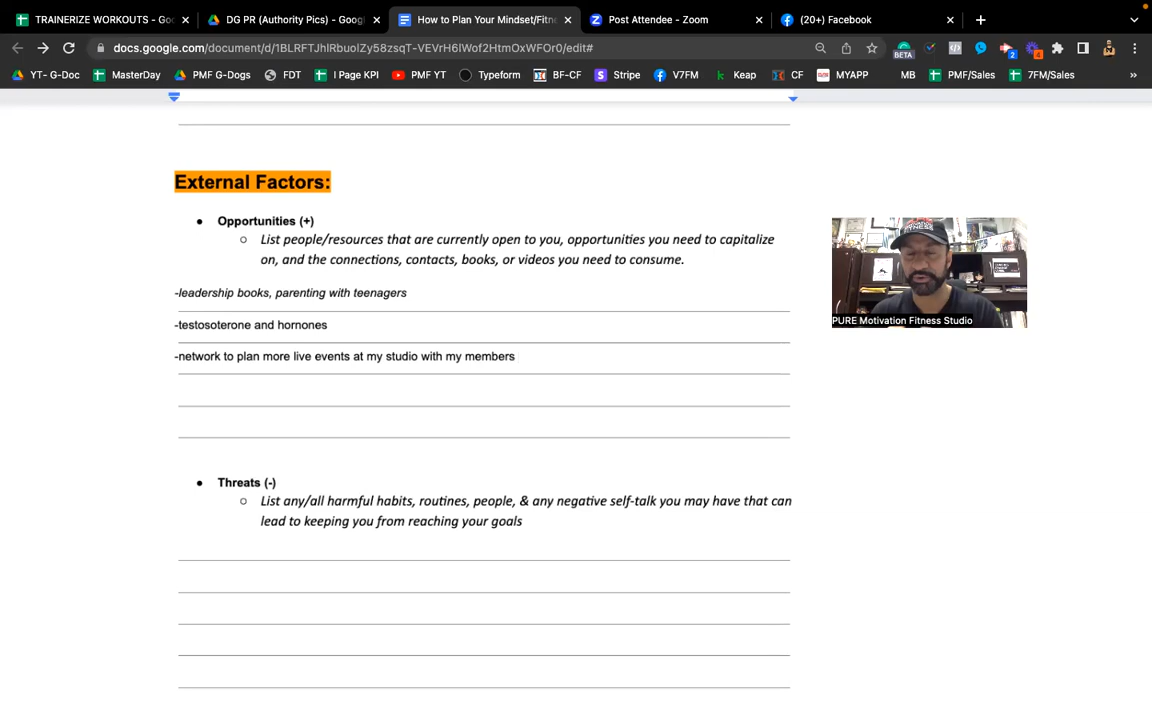 TRAINERIZE WORKOUTS - Goo
DG PR (Authority Pics) - Googl
How to Plan Your Mindset/Fitn
Post Attendee - Zoom
(20+) Facebook
docs.google.com/document/d/1BLRFTJhlRbuolZy58zsqT-VEVrH6lWof2HtmOxWFOr0/edit#
BETA
2
4
YT- G-Doc
MasterDay
PMF G-Dogs
FDT
I Page KPI
PMF YT
Typeform
BF-CF
Stripe
V7FM
Keap
CF
MYAPP
MB
PMF/Sales
7FM/Sales
»
External Factors:
Opportunities (+)
List people/resources that are currently open to you, opportunities you need to capitalize
on, and the connections, contacts, books, or videos you need to consume.
-leadership books, parenting with teenagers
-testosoterone and hornones
-network to plan more live events at my studio with my members
PURE Motivation Fitness Studio
Threats (-)
List any/all harmful habits, routines, people, & any negative self-talk you may have that can
lead to keeping you from reaching your goals